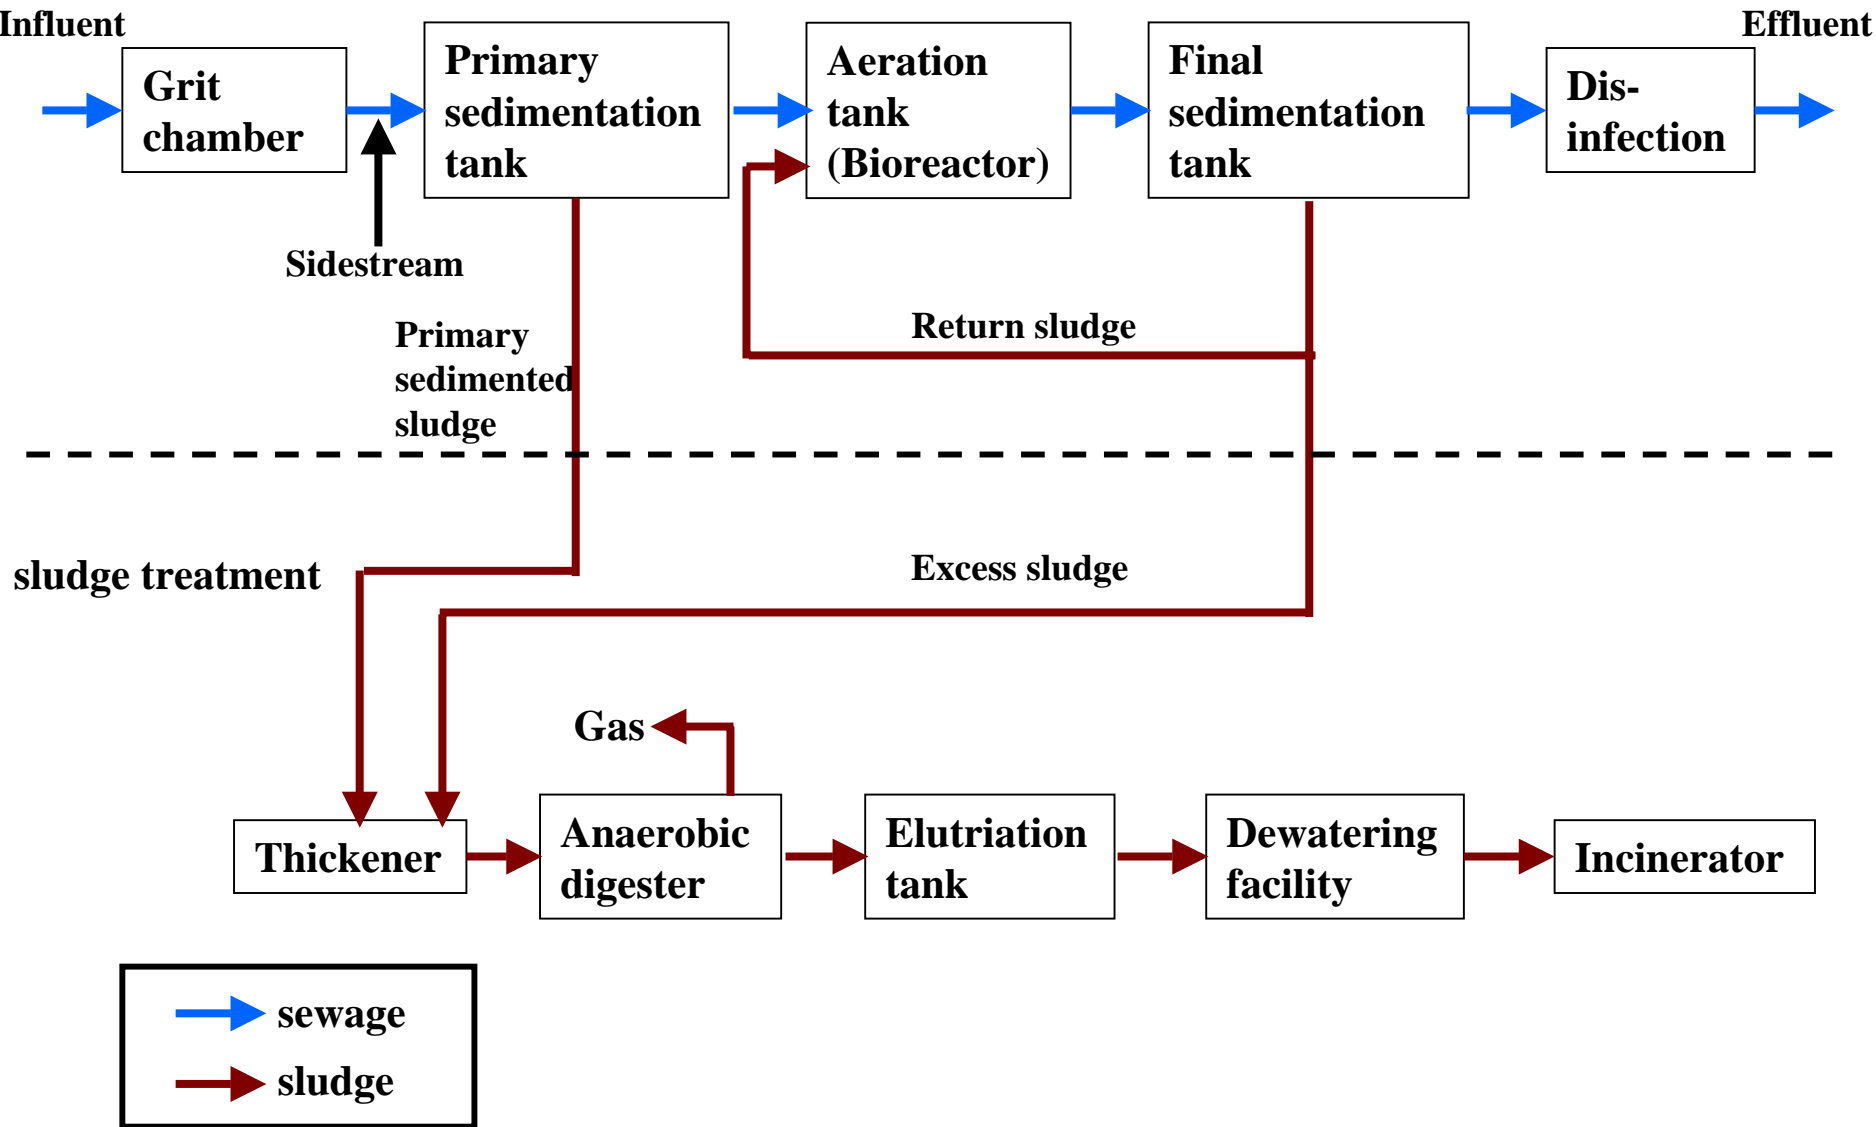 Influent
Effluent
Grit
chamber
Primary
sedimentation
tank
Aeration
tank
(Bioreactor)
Final
sedimentation
tank
Dis-
infection
Sidestream
Primary
sedimented
sludge
Return sludge
sludge treatment
Excess sludge
Gas
Thickener
Anaerobic
digester
Elutriation
tank
Dewatering
facility
Incinerator
sewage
sludge